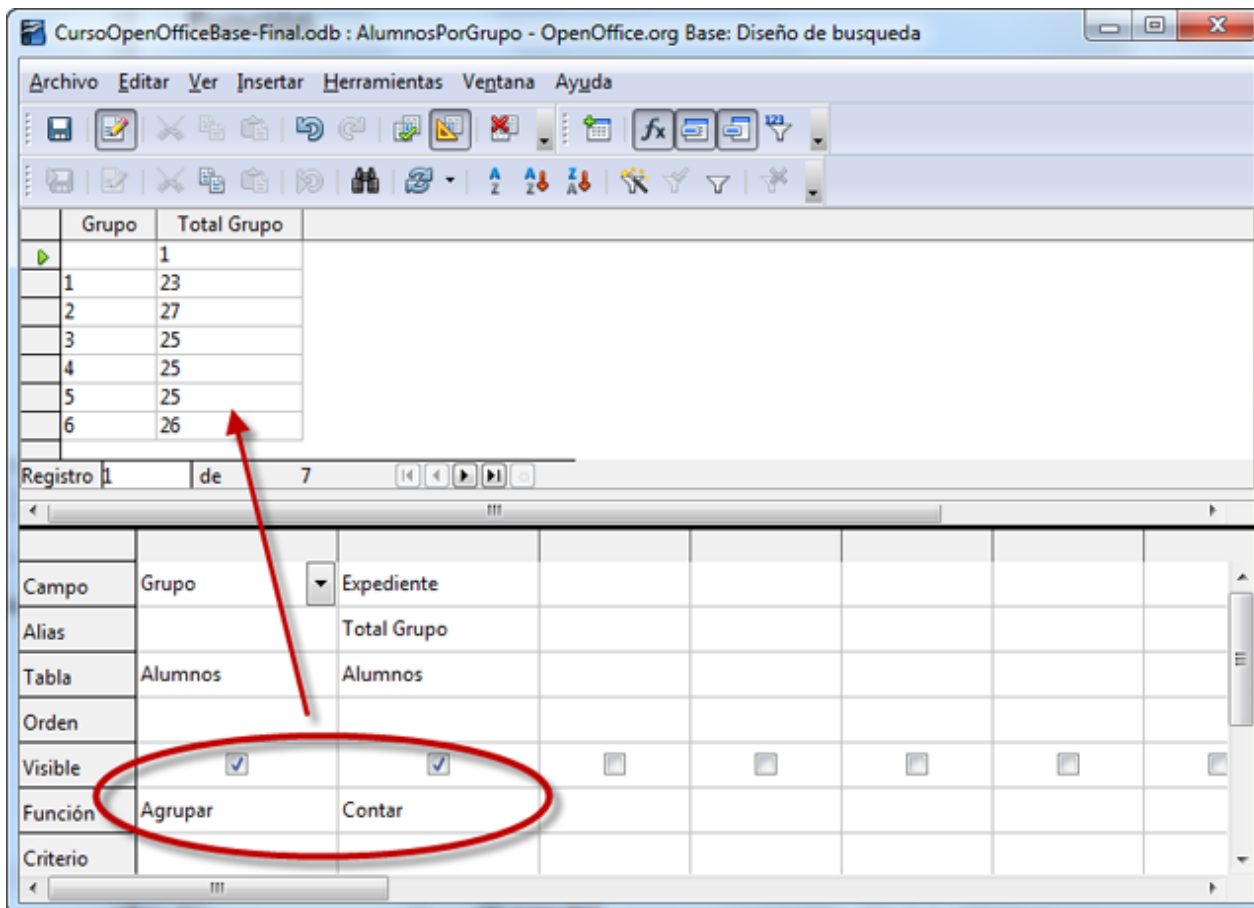 CursoOpenOfficeBase-Final.odb : AlumnosPorGrupo - OpenOffice.org Base: Diseño de busqueda
Archivo Editar Ver Insertar Herramientas Ventana Ayuda
Grupo Total Grupo
1
1 23
2 27
3 25
4 25
5 25
6 26
Registro 1 de 7
Campo Grupo Expediente
Alias Total Grupo
Tabla Alumnos Alumnos
Orden
Visible
Función Agrupar Contar
Criterio